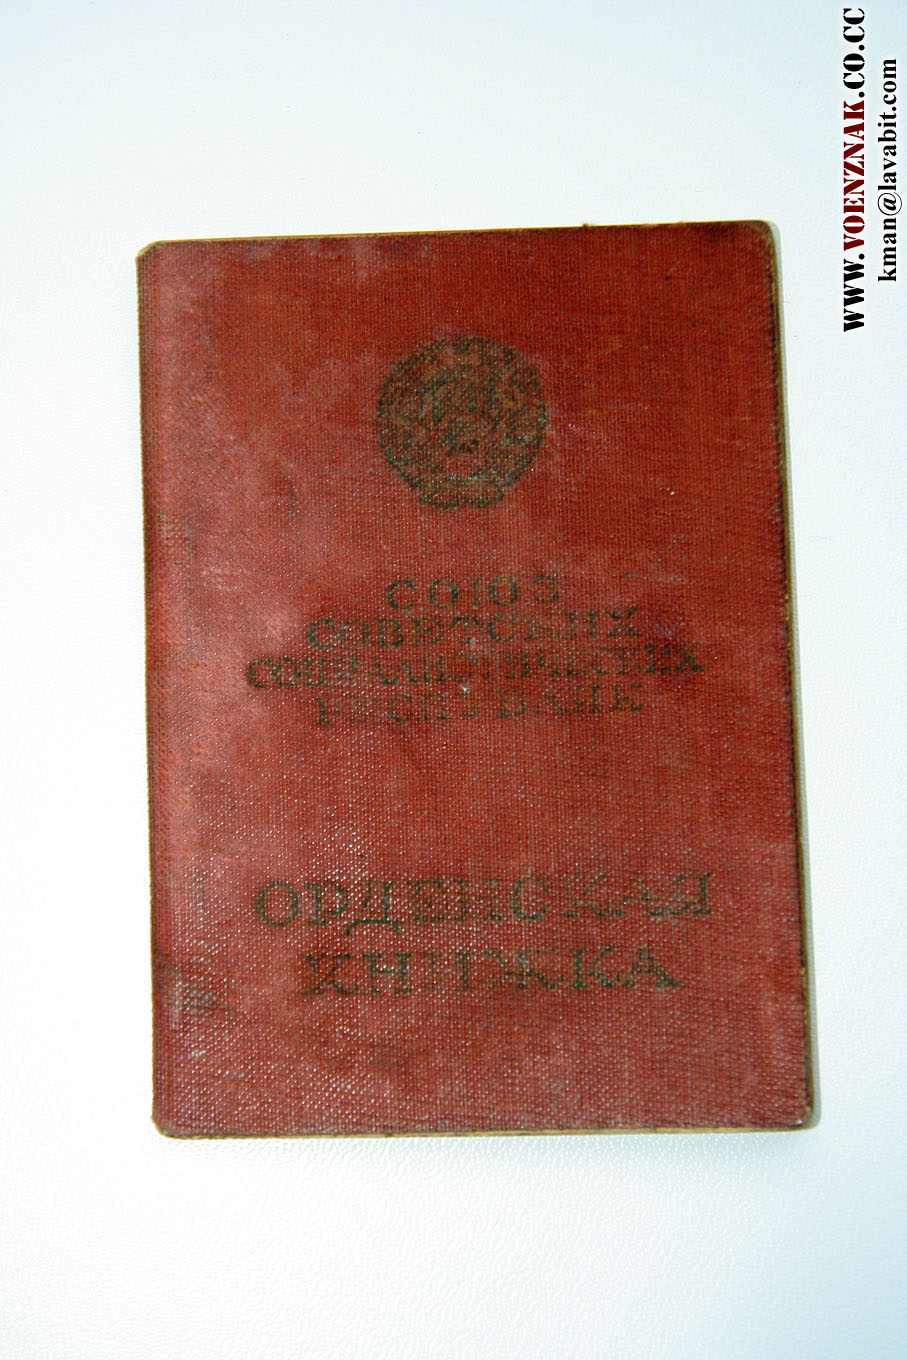 СОЮЗ
СОВЕТСКИХ
СОЦИАЛИСТИЧЕСКИХ
РЕСПУБЛИК
ОРДЕНСКАЯ
КНИЖКА
WWW.VOENZNAK.CO.CC
kman@lavabit.com